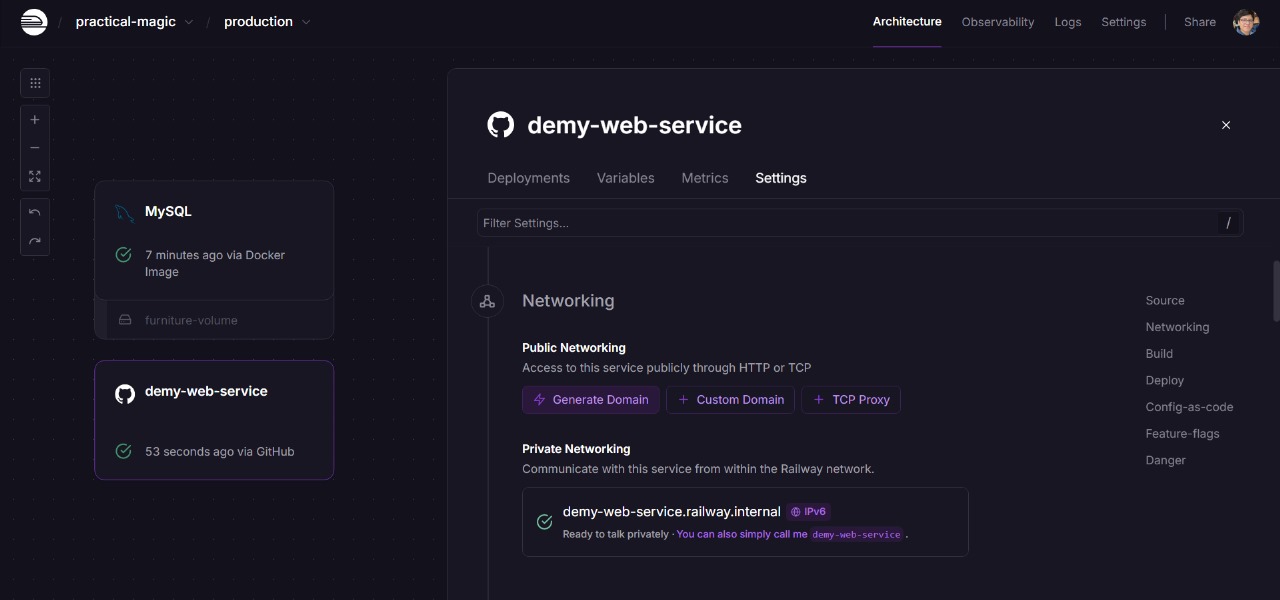 / practical-magic / production
Architecture Observability Logs Settings Share
demy-web-service
Deployments Variables Metrics Settings
Filter Settings... /
MySQL
7 minutes ago via Docker
Image
furniture-volume
demy-web-service
53 seconds ago via GitHub
Networking
Public Networking
Access to this service publicly through HTTP or TCP
Generate Domain + Custom Domain + TCP Proxy
Private Networking
Communicate with this service from within the Railway network.
demy-web-service.railway.internal IPv6
Ready to talk privately · You can also simply call me demy-web-service .
Source
Networking
Build
Deploy
Config-as-code
Feature-flags
Danger